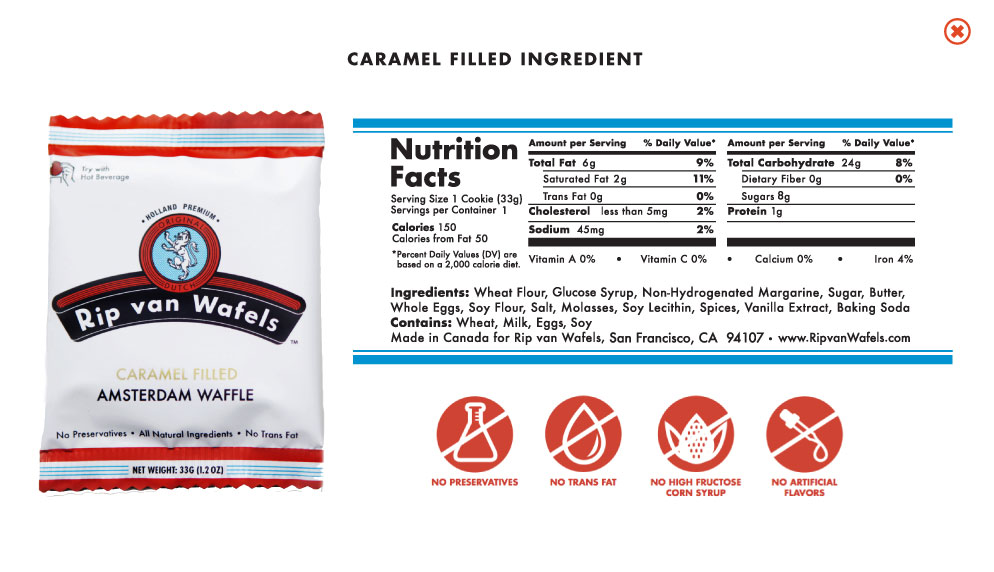 CARAMEL FILLED INGREDIENT
Try with
Hot Beverage
• HOLLAND PREMIUM •
ORIGINAL
DUTCH
Rip van Wafels
TM
CARAMEL FILLED
AMSTERDAM WAFFLE
No Preservatives • All Natural Ingredients • No Trans Fat
NET WEIGHT: 33G (1.2 OZ)
Nutrition
Facts
Serving Size 1 Cookie (33g)
Servings per Container 1
Calories 150
Calories from Fat 50
*Percent Daily Values (DV) are
based on a 2,000 calorie diet.
Amount per Serving % Daily Value*
Total Fat 6g 9%
Saturated Fat 2g 11%
Trans Fat 0g 0%
Cholesterol less than 5mg 2%
Sodium 45mg 2%
Amount per Serving % Daily Value*
Total Carbohydrate 24g 8%
Dietary Fiber 0g 0%
Sugars 8g
Protein 1g
Vitamin A 0% • Vitamin C 0% • Calcium 0% • Iron 4%
Ingredients: Wheat Flour, Glucose Syrup, Non-Hydrogenated Margarine, Sugar, Butter,
Whole Eggs, Soy Flour, Salt, Molasses, Soy Lecithin, Spices, Vanilla Extract, Baking Soda
Contains: Wheat, Milk, Eggs, Soy
Made in Canada for Rip van Wafels, San Francisco, CA 94107 • www.RipvanWafels.com
NO PRESERVATIVES
NO TRANS FAT
NO HIGH FRUCTOSE
CORN SYRUP
NO ARTIFICIAL
FLAVORS